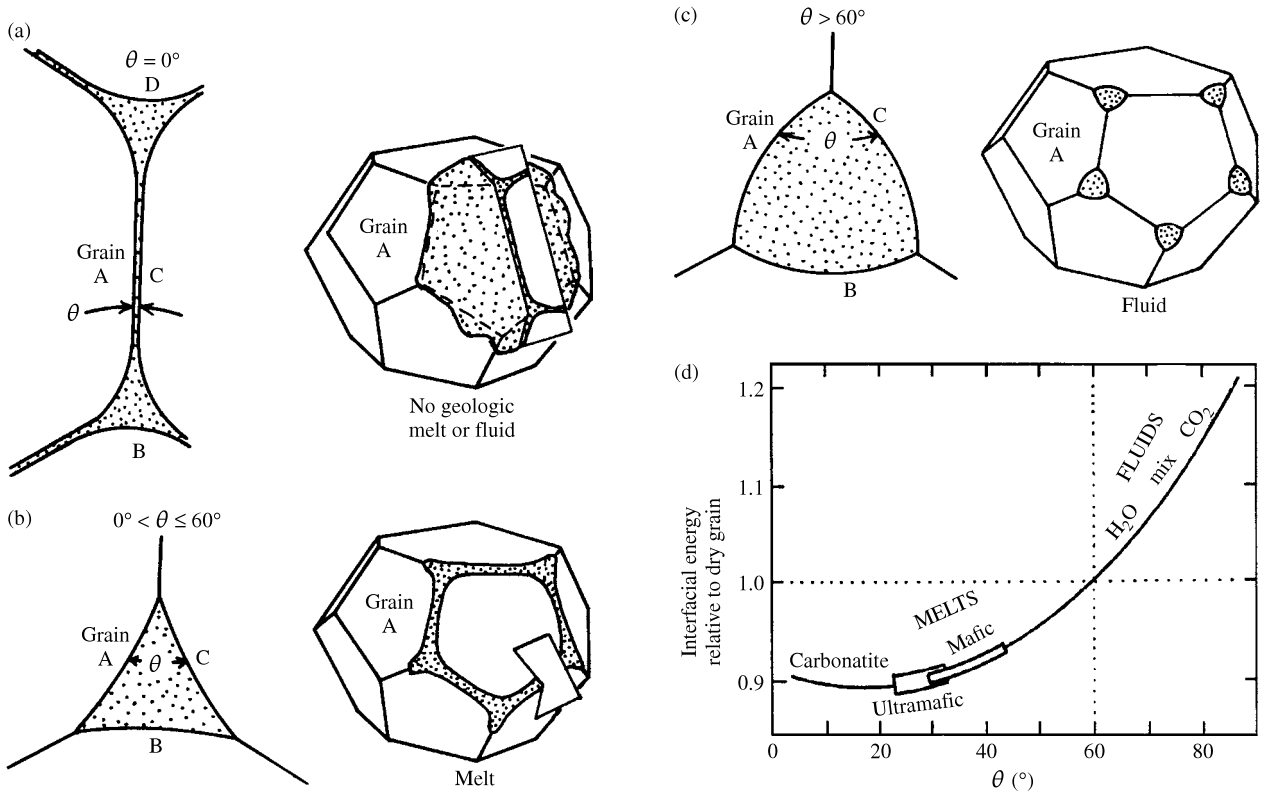 (a)
θ = 0°
D
Grain
A
C
θ
B
Grain
A
No geologic
melt or fluid
(b)
0° < θ ≤ 60°
Grain
A
θ
C
B
Grain
A
Melt
(c)
θ > 60°
Grain
A
θ
C
B
Grain
A
Fluid
(d)
Interfacial energy
relative to dry grain
1.2
1.1
1.0
0.9
FLUIDS
H₂O mix CO₂
MELTS
Mafic
Carbonatite
Ultramafic
0 20 40 60 80
θ (°)